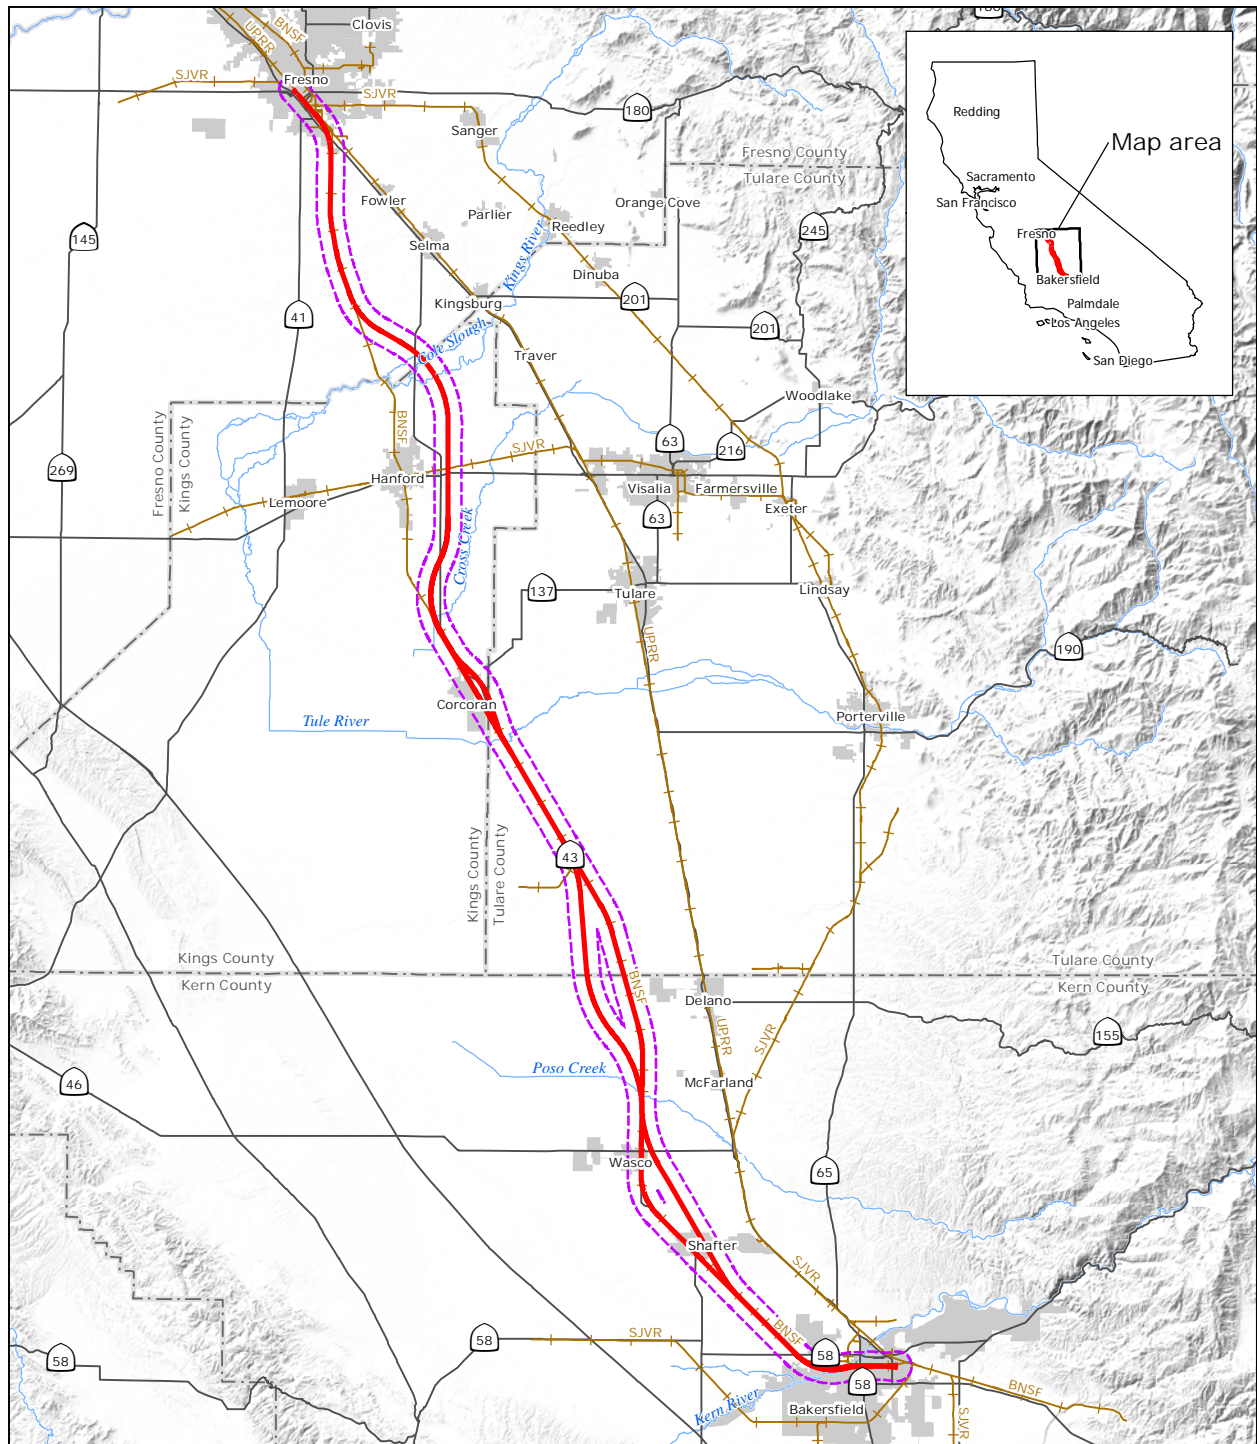 Clovis
BNSF
UPRR
SJVR
Fresno
SJVR
180
Sanger
180
Fresno County
Tulare County
Fowler
Parlier
Orange Cove
Reedley
145
Selma
245
Kings River
Dinuba
Kingsburg
201
41
201
Cole Slough
Traver
Woodlake
BNSF
SJVR
63
216
Fresno County
Kings County
269
Hanford
Visalia
Farmersville
Lemoore
Exeter
63
Cross Creek
137
Tulare
Lindsay
UPRR
190
Corcoran
Porterville
Tule River
43
Kings County
Tulare County
Kings County
Kern County
BNSF
Tulare County
Kern County
Delano
UPRR
SJVR
155
Poso Creek
McFarland
46
Wasco
65
Shafter
SJVR
BNSF
58
SJVR
58
58
58
BNSF
Kern River
Bakersfield
SJVR
Redding
Map area
Sacramento
San Francisco
Fresno
Bakersfield
Palmdale
Los Angeles
San Diego